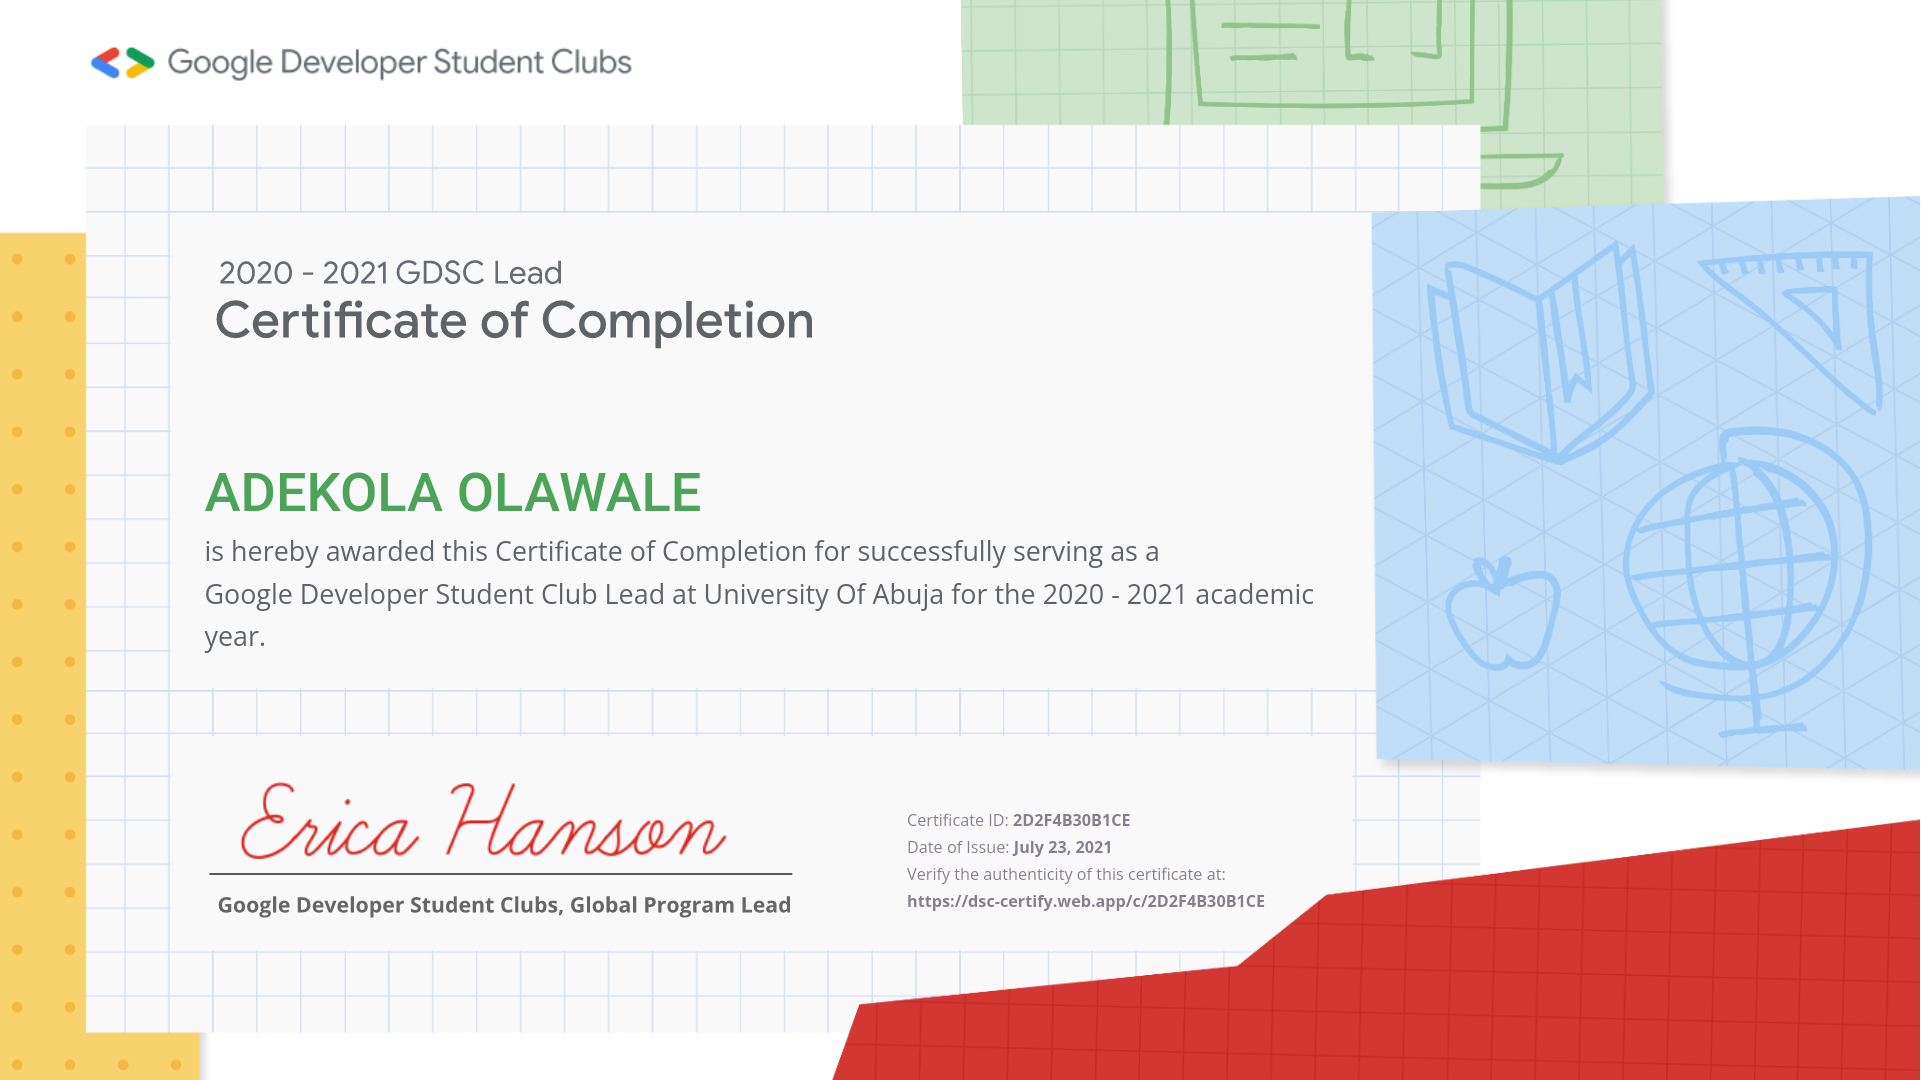 Google Developer Student Clubs
2020 - 2021 GDSC Lead
Certificate of Completion
ADEKOLA OLAWALE
is hereby awarded this Certificate of Completion for successfully serving as a
Google Developer Student Club Lead at University Of Abuja for the 2020 - 2021 academic
year.
Erica Hanson
Google Developer Student Clubs, Global Program Lead
Certificate ID: 2D2F4B30B1CE
Date of Issue: July 23, 2021
Verify the authenticity of this certificate at:
https://dsc-certify.web.app/c/2D2F4B30B1CE